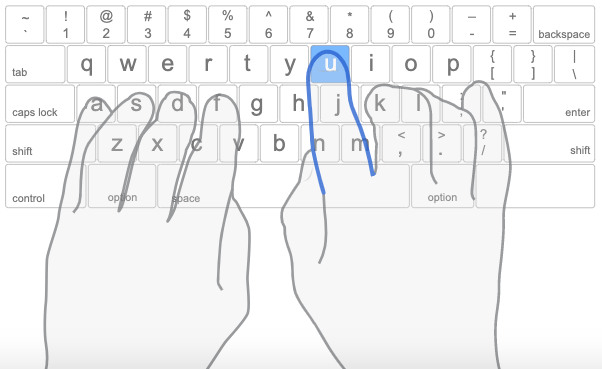 ~ ! @ # $ % ^ & * ( ) – +
` 1 2 3 4 5 6 7 8 9 0 - = backspace
tab q w e r t y u i o p { [ } ] | \
caps lock a s d f g h j k l : ; " ' enter
shift z x c v b n m < , > . ? / shift
control option space option